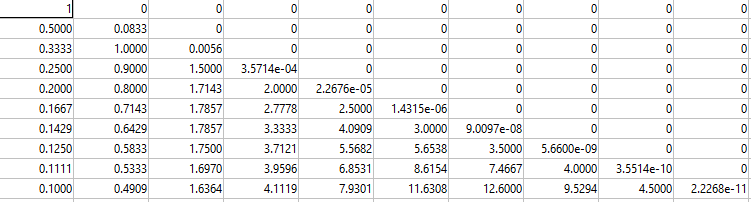 1 0 0 0 0 0 0 0 0 0
0.5000 0.0833 0 0 0 0 0 0 0 0
0.3333 1.0000 0.0056 0 0 0 0 0 0 0
0.2500 0.9000 1.5000 3.5714e-04 0 0 0 0 0 0
0.2000 0.8000 1.7143 2.0000 2.2676e-05 0 0 0 0 0
0.1667 0.7143 1.7857 2.7778 2.5000 1.4315e-06 0 0 0 0
0.1429 0.6429 1.7857 3.3333 4.0909 3.0000 9.0097e-08 0 0 0
0.1250 0.5833 1.7500 3.7121 5.5682 5.6538 3.5000 5.6600e-09 0 0
0.1111 0.5333 1.6970 3.9596 6.8531 8.6154 7.4667 4.0000 3.5514e-10 0
0.1000 0.4909 1.6364 4.1119 7.9301 11.6308 12.6000 9.5294 4.5000 2.2268e-11